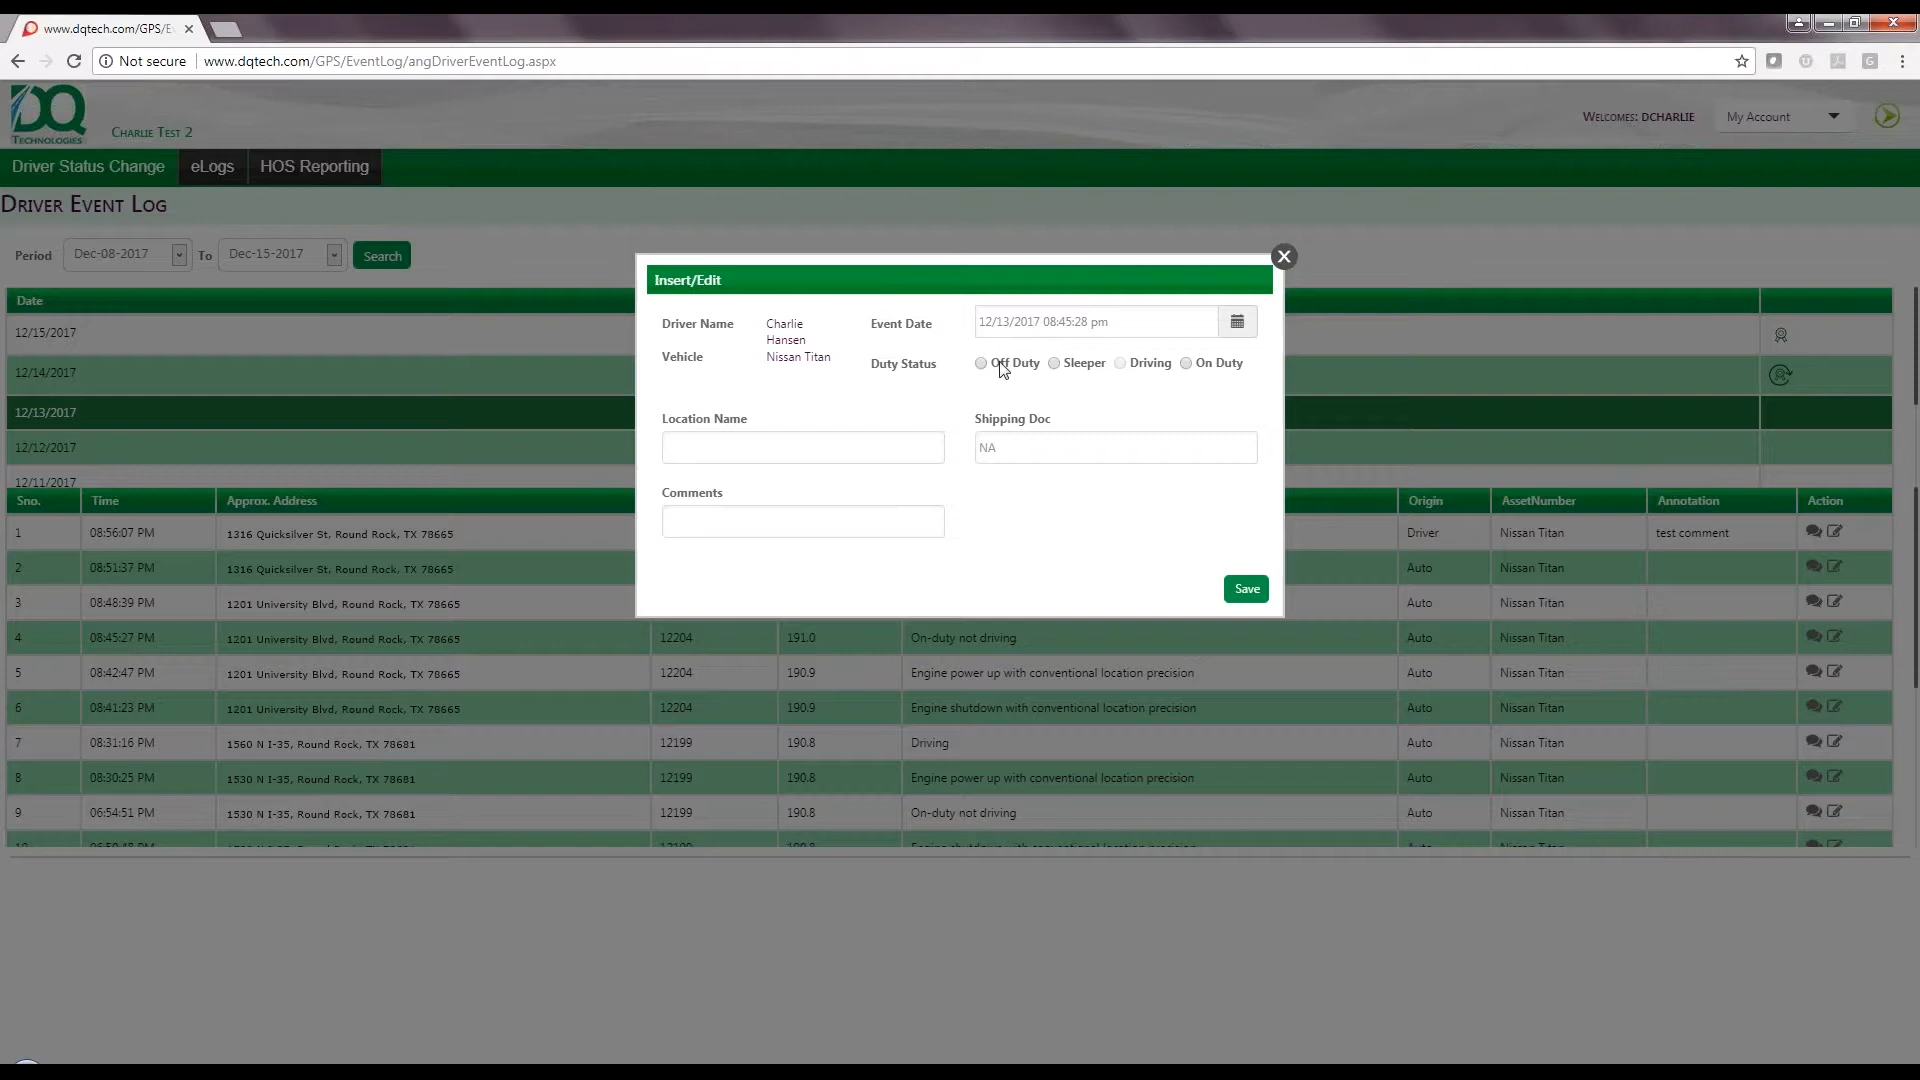 www.dqtech.com/GPS/E
Not secure www.dqtech.com/GPS/EventLog/angDriverEventLog.aspx
DQ
Technologies
Charlie Test 2
Welcomes: DCHARLIE
My Account
Driver Status Change eLogs HOS Reporting
Driver Event Log
Period Dec-08-2017 To Dec-15-2017 Search
Date
12/15/2017
12/14/2017
12/13/2017
12/12/2017
12/11/2017
Insert/Edit
Driver Name Charlie Hansen Event Date 12/13/2017 08:45:28 pm
Vehicle Nissan Titan Duty Status Off Duty Sleeper Driving On Duty
Location Name Shipping Doc
NA
Comments
Save
Sno. Time Approx. Address Origin AssetNumber Annotation Action
1 08:56:07 PM 1316 Quicksilver St, Round Rock, TX 78665 Driver Nissan Titan test comment
2 08:51:37 PM 1316 Quicksilver St, Round Rock, TX 78665 Auto Nissan Titan
3 08:48:39 PM 1201 University Blvd, Round Rock, TX 78665 Auto Nissan Titan
4 08:45:27 PM 1201 University Blvd, Round Rock, TX 78665 12204 191.0 On-duty not driving Auto Nissan Titan
5 08:42:47 PM 1201 University Blvd, Round Rock, TX 78665 12204 190.9 Engine power up with conventional location precision Auto Nissan Titan
6 08:41:23 PM 1201 University Blvd, Round Rock, TX 78665 12204 190.9 Engine shutdown with conventional location precision Auto Nissan Titan
7 08:31:16 PM 1560 N I-35, Round Rock, TX 78681 12199 190.8 Driving Auto Nissan Titan
8 08:30:25 PM 1530 N I-35, Round Rock, TX 78681 12199 190.8 Engine power up with conventional location precision Auto Nissan Titan
9 06:54:51 PM 1530 N I-35, Round Rock, TX 78681 12199 190.8 On-duty not driving Auto Nissan Titan